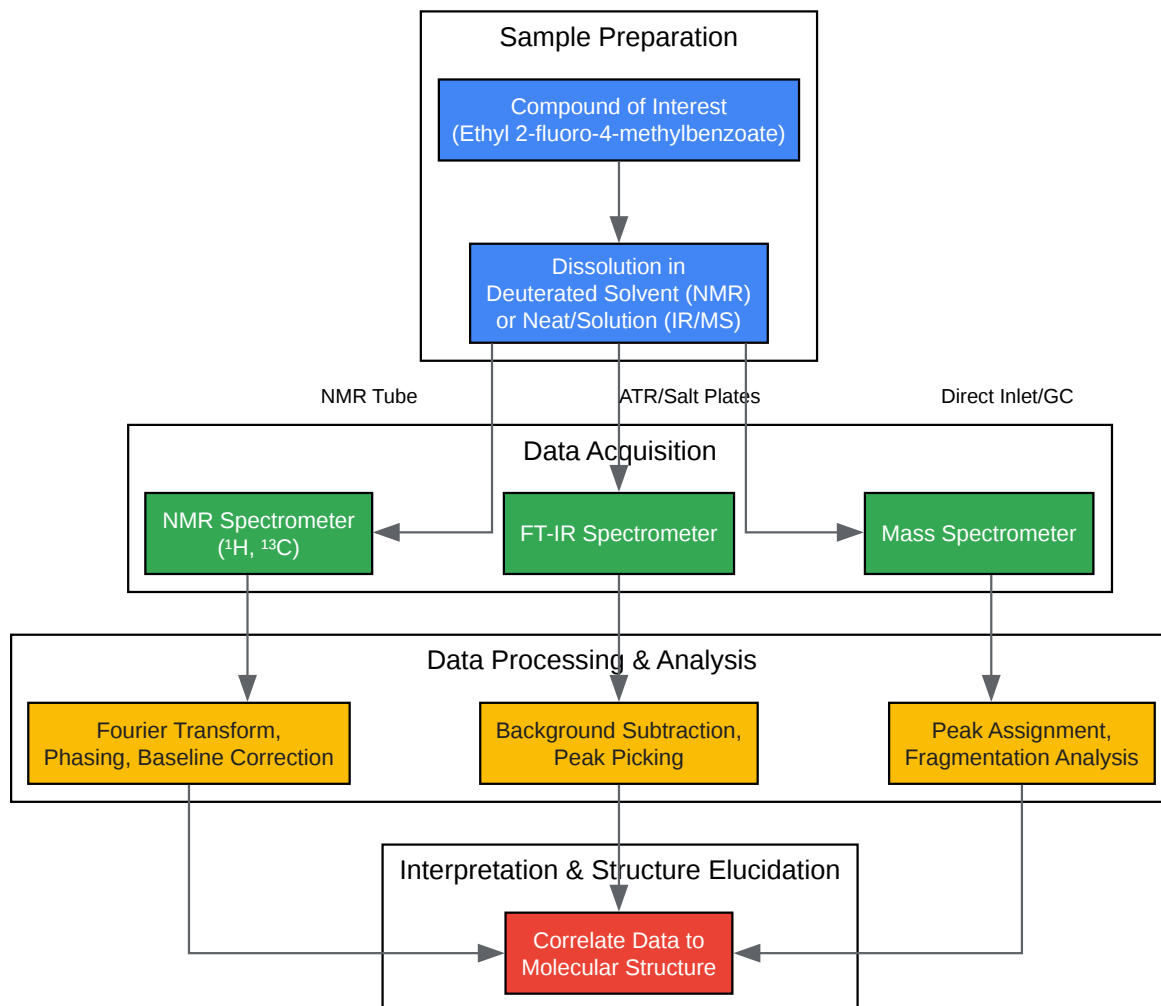 Sample Preparation
Compound of Interest
(Ethyl 2-fluoro-4-methylbenzoate)
Dissolution in
Deuterated Solvent (NMR)
or Neat/Solution (IR/MS)
NMR Tube
ATR/Salt Plates
Direct Inlet/GC
Data Acquisition
NMR Spectrometer
(¹H, ¹³C)
FT-IR Spectrometer
Mass Spectrometer
Data Processing & Analysis
Fourier Transform,
Phasing, Baseline Correction
Background Subtraction,
Peak Picking
Peak Assignment,
Fragmentation Analysis
Interpretation & Structure Elucidation
Correlate Data to
Molecular Structure